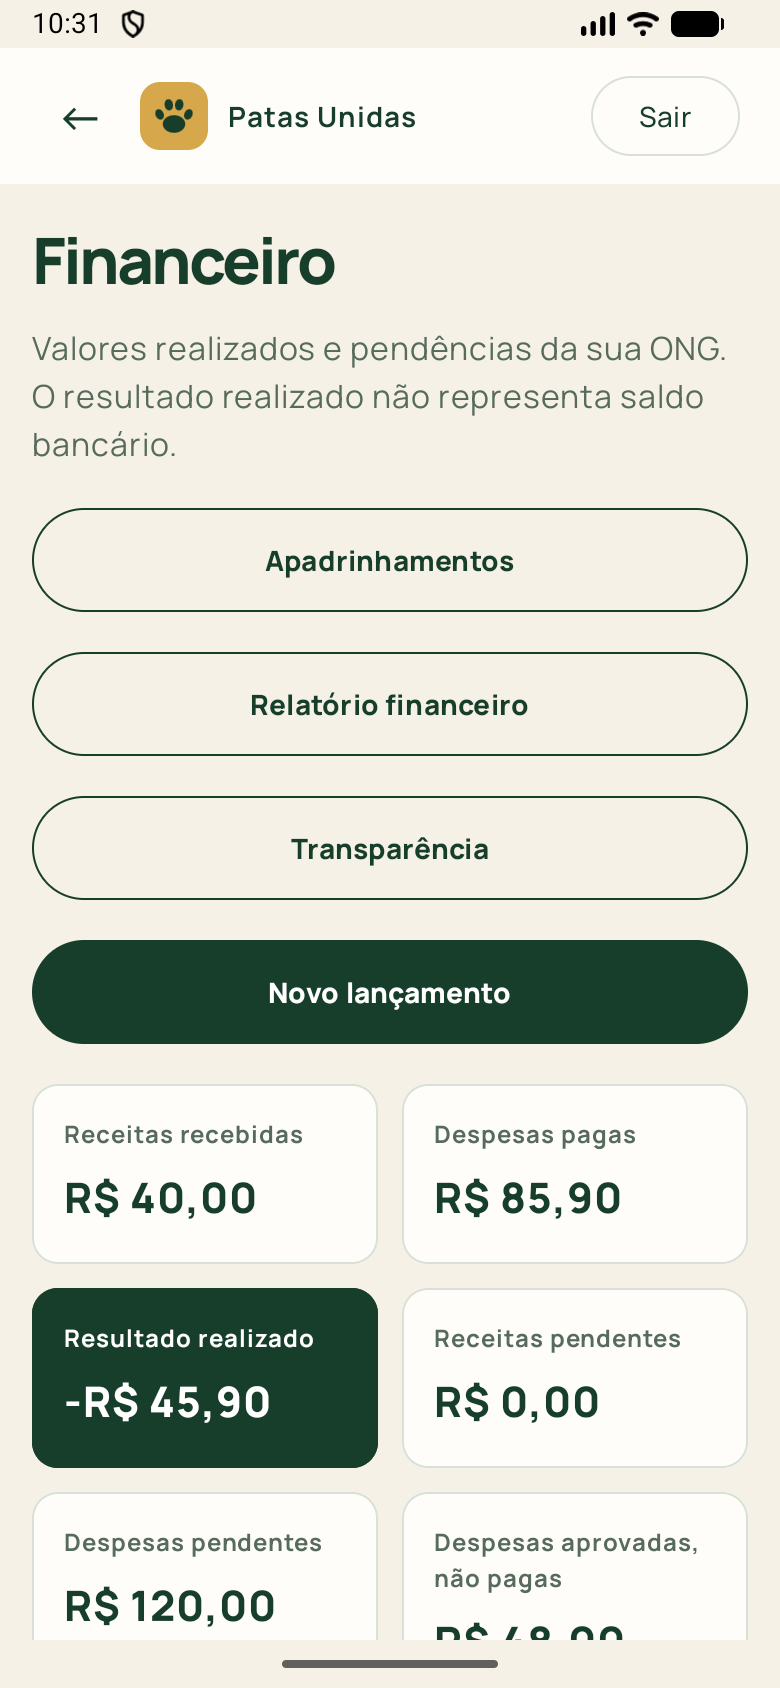 10:31
Patas Unidas
Sair
Financeiro
Valores realizados e pendências da sua ONG.
O resultado realizado não representa saldo
bancário.
Apadrinhamentos
Relatório financeiro
Transparência
Novo lançamento
Receitas recebidas
R$ 40,00
Despesas pagas
R$ 85,90
Resultado realizado
-R$ 45,90
Receitas pendentes
R$ 0,00
Despesas pendentes
R$ 120,00
Despesas aprovadas,
não pagas